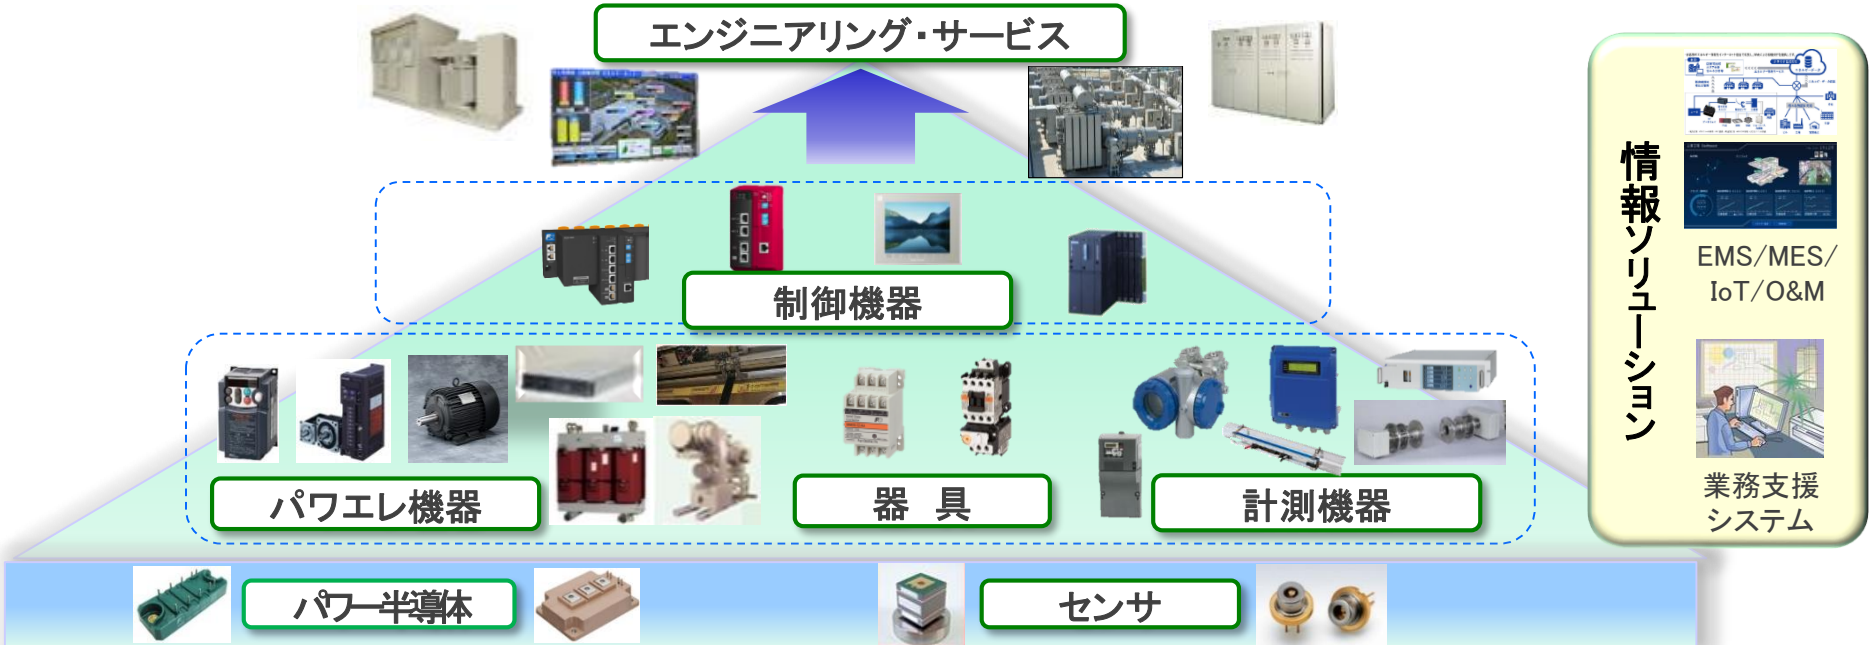 エンジニアリング・サービス
制御機器
パワエレ機器
器 具
計測機器
パワー半導体
センサ
情報ソリューション
EMS/MES/
IoT/O&M
業務支援
システム